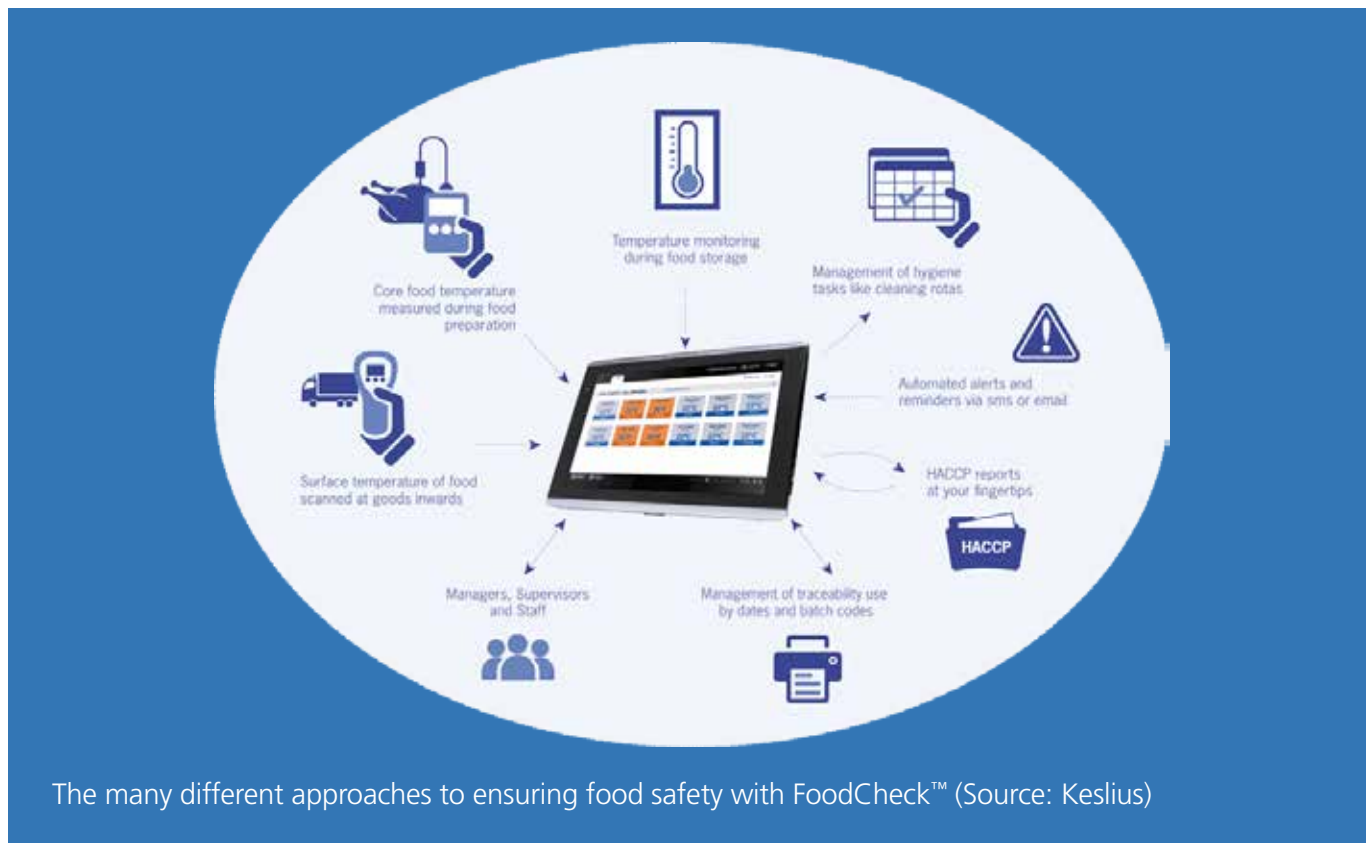 Temperature monitoring
during food storage
Management of hygiene
tasks like cleaning rotas
Core food temperature
measured during food
preparation
Automated alerts and
reminders via sms or email
Surface temperature of food
scanned at goods inwards
HACCP reports
at your fingertips
HACCP
Managers, Supervisors
and Staff
Management of traceability use
by dates and batch codes
The many different approaches to ensuring food safety with FoodCheck™ (Source: Keslius)